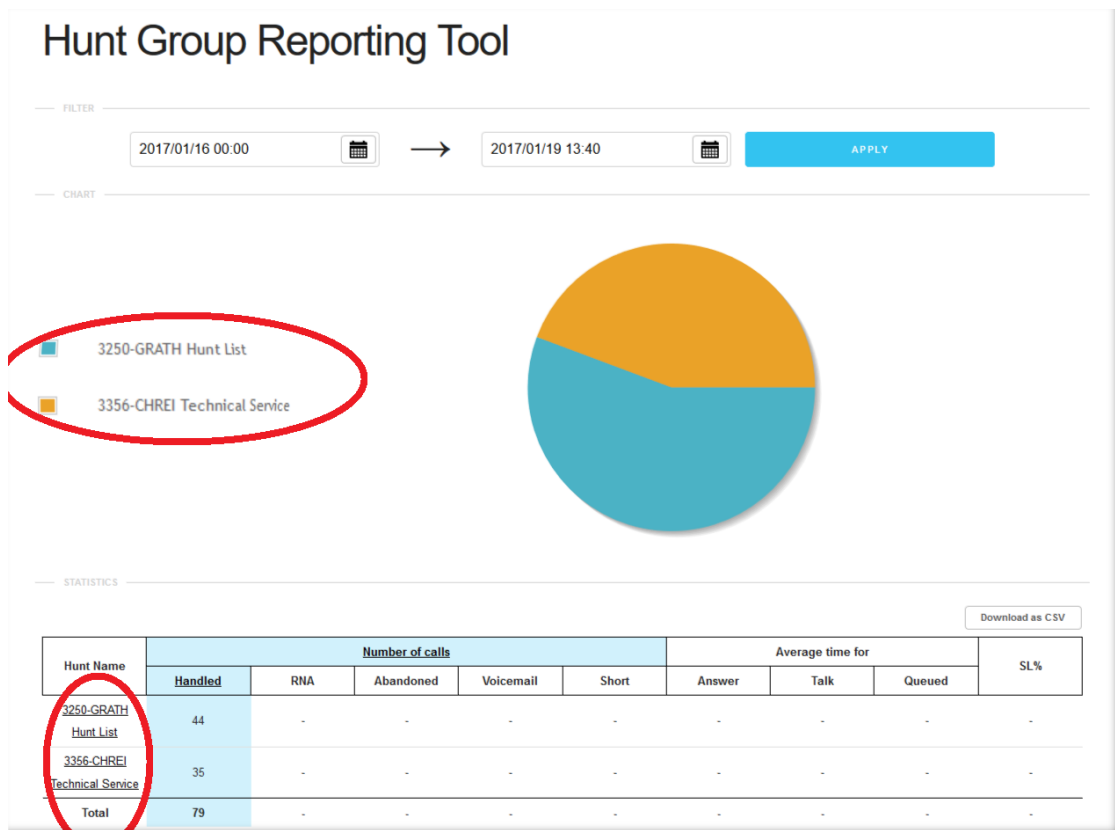 Hunt Group Reporting Tool
FILTER
2017/01/16 00:00 → 2017/01/19 13:40 APPLY
CHART
3250-GRATH Hunt List
3356-CHREI Technical Service
STATISTICS
Download as CSV
Hunt Name Number of calls Average time for SL%
Handled RNA Abandoned Voicemail Short Answer Talk Queued
3250-GRATH
Hunt List 44 - - - - - - - -
3356-CHREI
Technical Service 35 - - - - - - - -
Total 79 - - - - - - - -